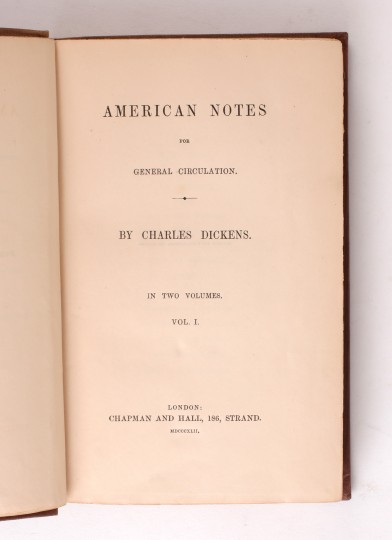 AMERICAN NOTES
FOR
GENERAL CIRCULATION.
BY CHARLES DICKENS.
IN TWO VOLUMES.
VOL. I.
LONDON:
CHAPMAN AND HALL, 186, STRAND.
MDCCCXLII.